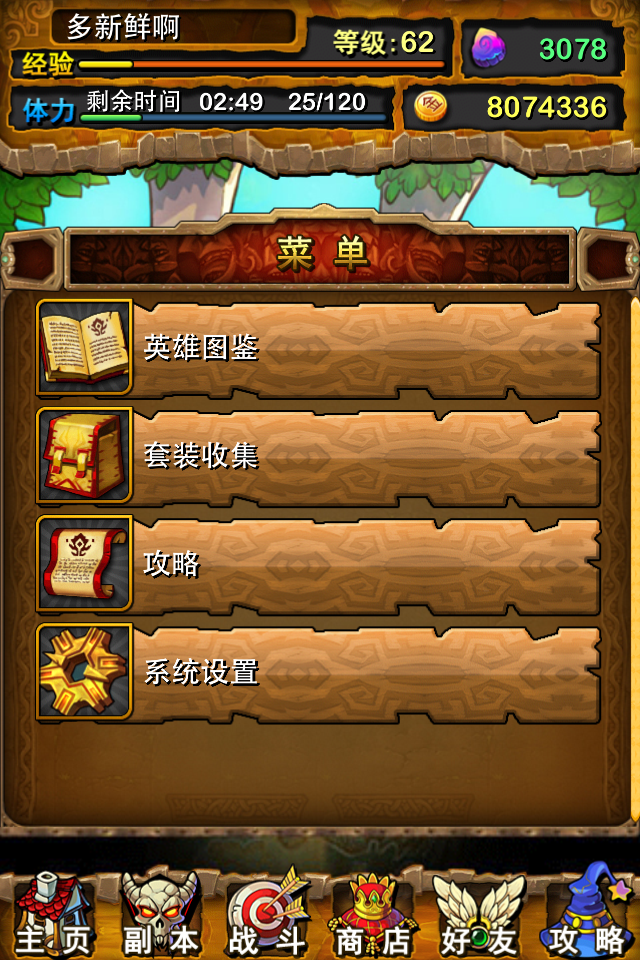 多新鲜啊
等级:62
3078
经验
体力 剩余时间 02:49 25/120
8074336
菜单
英雄图鉴
套装收集
攻略
系统设置
主页 副本 战斗 商店 好友 攻略